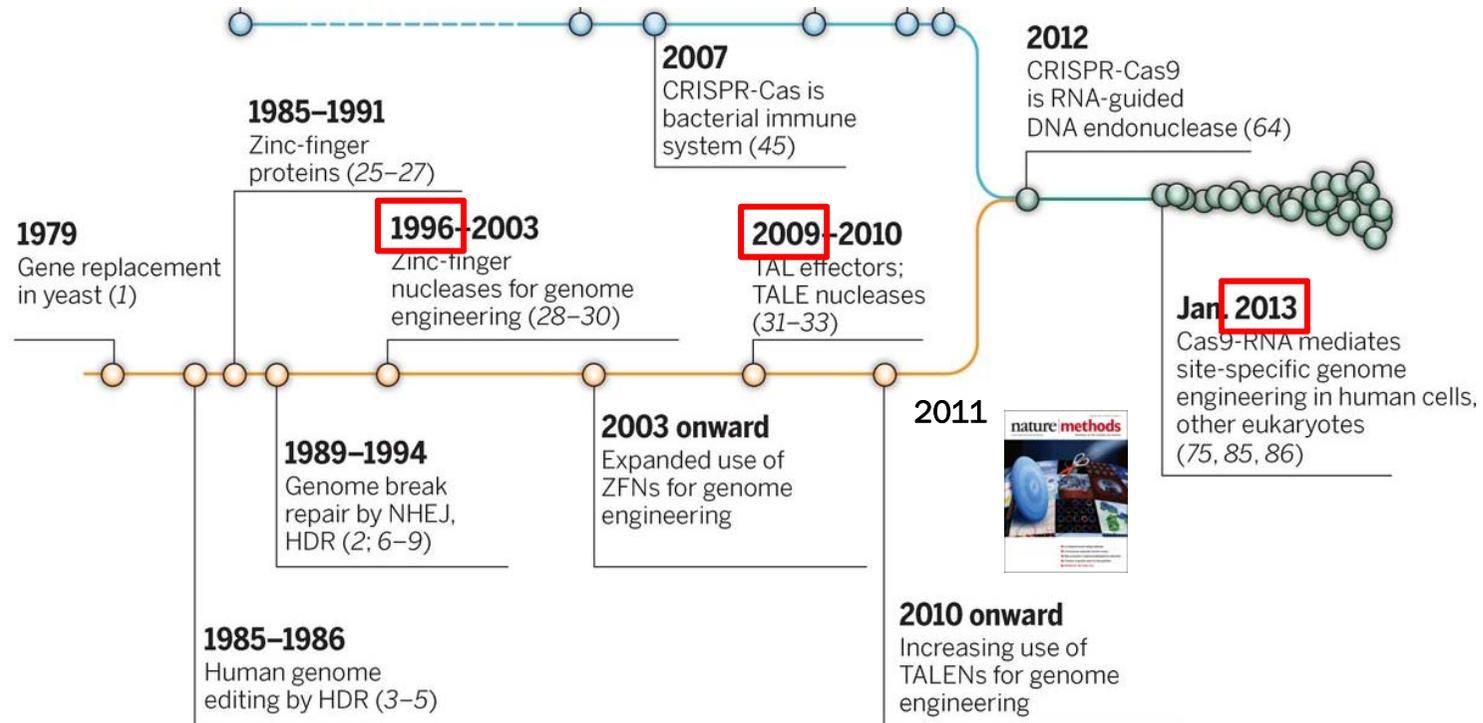 2012
CRISPR-Cas9
is RNA-guided
DNA endonuclease (64)
2007
CRISPR-Cas is
bacterial immune
system (45)
1985–1991
Zinc-finger
proteins (25–27)
1996–2003
Zinc-finger
nucleases for genome
engineering (28–30)
2009–2010
TAL effectors;
TALE nucleases
(31–33)
1979
Gene replacement
in yeast (1)
Jan. 2013
Cas9-RNA mediates
site-specific genome
engineering in human cells,
other eukaryotes
(75, 85, 86)
2011
nature methods
2003 onward
Expanded use of
ZFNs for genome
engineering
1989–1994
Genome break
repair by NHEJ,
HDR (2; 6–9)
2010 onward
Increasing use of
TALENs for genome
engineering
1985–1986
Human genome
editing by HDR (3–5)